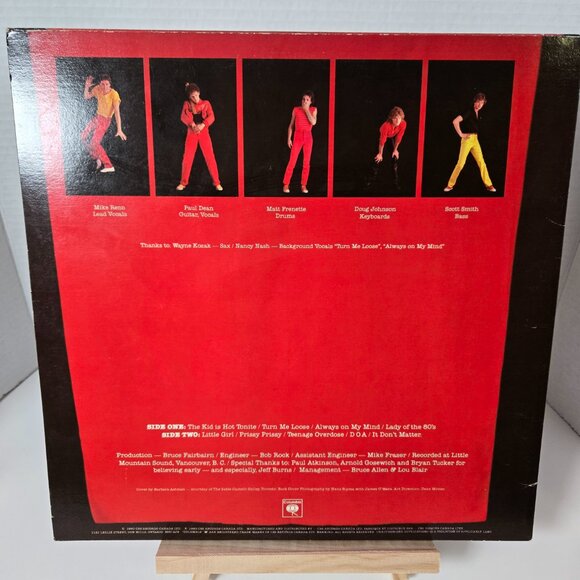 Mike Renn
Lead Vocals
Paul Dean
Guitar, Vocals
Matt Frenette
Drums
Doug Johnson
Keyboards
Scott Smith
Bass
Thanks to: Wayne Kozak — Sax / Nancy Nash — Background Vocals "Turn Me Loose", "Always on My Mind"
SIDE ONE: The Kid is Hot Tonite / Turn Me Loose / Always on My Mind / Lady of the 80's
SIDE TWO: Little Girl / Prissy Prissy / Teenage Overdose / D O A / It Don't Matter.
Production — Bruce Fairbairn / Engineer — Bob Rock / Assistant Engineer — Mike Fraser / Recorded at Little
Mountain Sound, Vancouver, B. C. / Special Thanks to: Paul Atkinson, Arnold Gosewich and Bryan Tucker for
believing early — and especially, Jeff Burns / Management — Bruce Allen & Lou Blair
Columbia